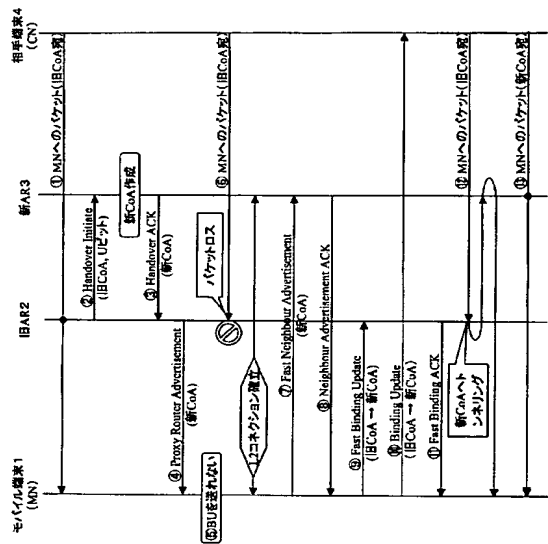 モバイル端末1
(MN)
旧AR2
新AR3
相手端末4
(CN)
① MNへのパケット(旧CoA宛)
② Handover Initiate
(旧CoA, Uビット)
新CoA作成
③ Handover ACK
(新CoA)
④ Proxy Router Advertisement
(新CoA)
⑤BUを送れない
パケットロス
⑥ MNへのパケット(旧CoA宛)
L2コネクション確立
⑦ Fast Neighbour Advertisement
(新CoA)
⑧ Neighbour Advertisement ACK
⑨ Fast Binding Update
(旧CoA → 新CoA)
⑩ Binding Update
(旧CoA → 新CoA)
⑪ Fast Binding ACK
新CoAへト
ンネリング
⑫ MNへのパケット(旧CoA宛)
⑬ MNへのパケット(新CoA宛)